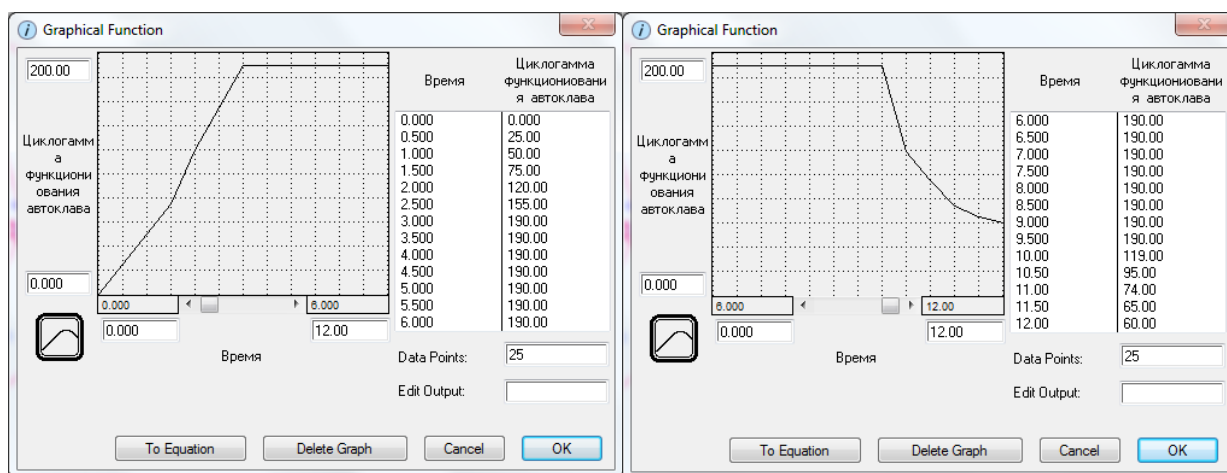 Graphical Function
200.00
Циклограмм
а
функциони
ования
автоклава
0.000
0.000
6.000
0.000
12.00
Время
Время
Циклограмма
функциониовани
я автоклава
0.000 0.000
0.500 25.00
1.000 50.00
1.500 75.00
2.000 120.00
2.500 155.00
3.000 190.00
3.500 190.00
4.000 190.00
4.500 190.00
5.000 190.00
5.500 190.00
6.000 190.00
Data Points: 25
Edit Output:
To Equation
Delete Graph
Cancel
OK
Graphical Function
200.00
Циклограмм
а
функциони
ования
автоклава
0.000
6.000
12.00
0.000
12.00
Время
Время
Циклограмма
функциониовани
я автоклава
6.000 190.00
6.500 190.00
7.000 190.00
7.500 190.00
8.000 190.00
8.500 190.00
9.000 190.00
9.500 190.00
10.00 119.00
10.50 95.00
11.00 74.00
11.50 65.00
12.00 60.00
Data Points: 25
Edit Output:
To Equation
Delete Graph
Cancel
OK